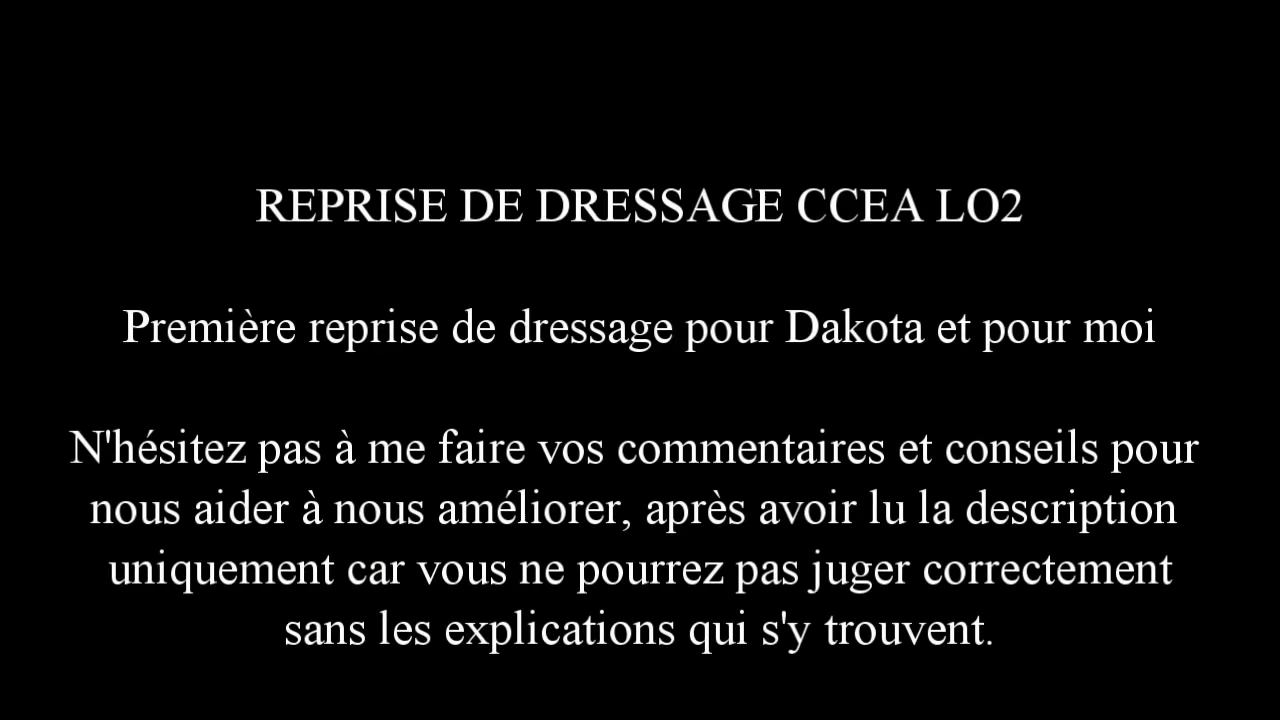 REPRISE DE DRESSAGE CCEA LO2
Première reprise de dressage pour Dakota et pour moi
N'hésitez pas à me faire vos commentaires et conseils pour
nous aider à nous améliorer, après avoir lu la description
uniquement car vous ne pourrez pas juger correctement
sans les explications qui s'y trouvent.